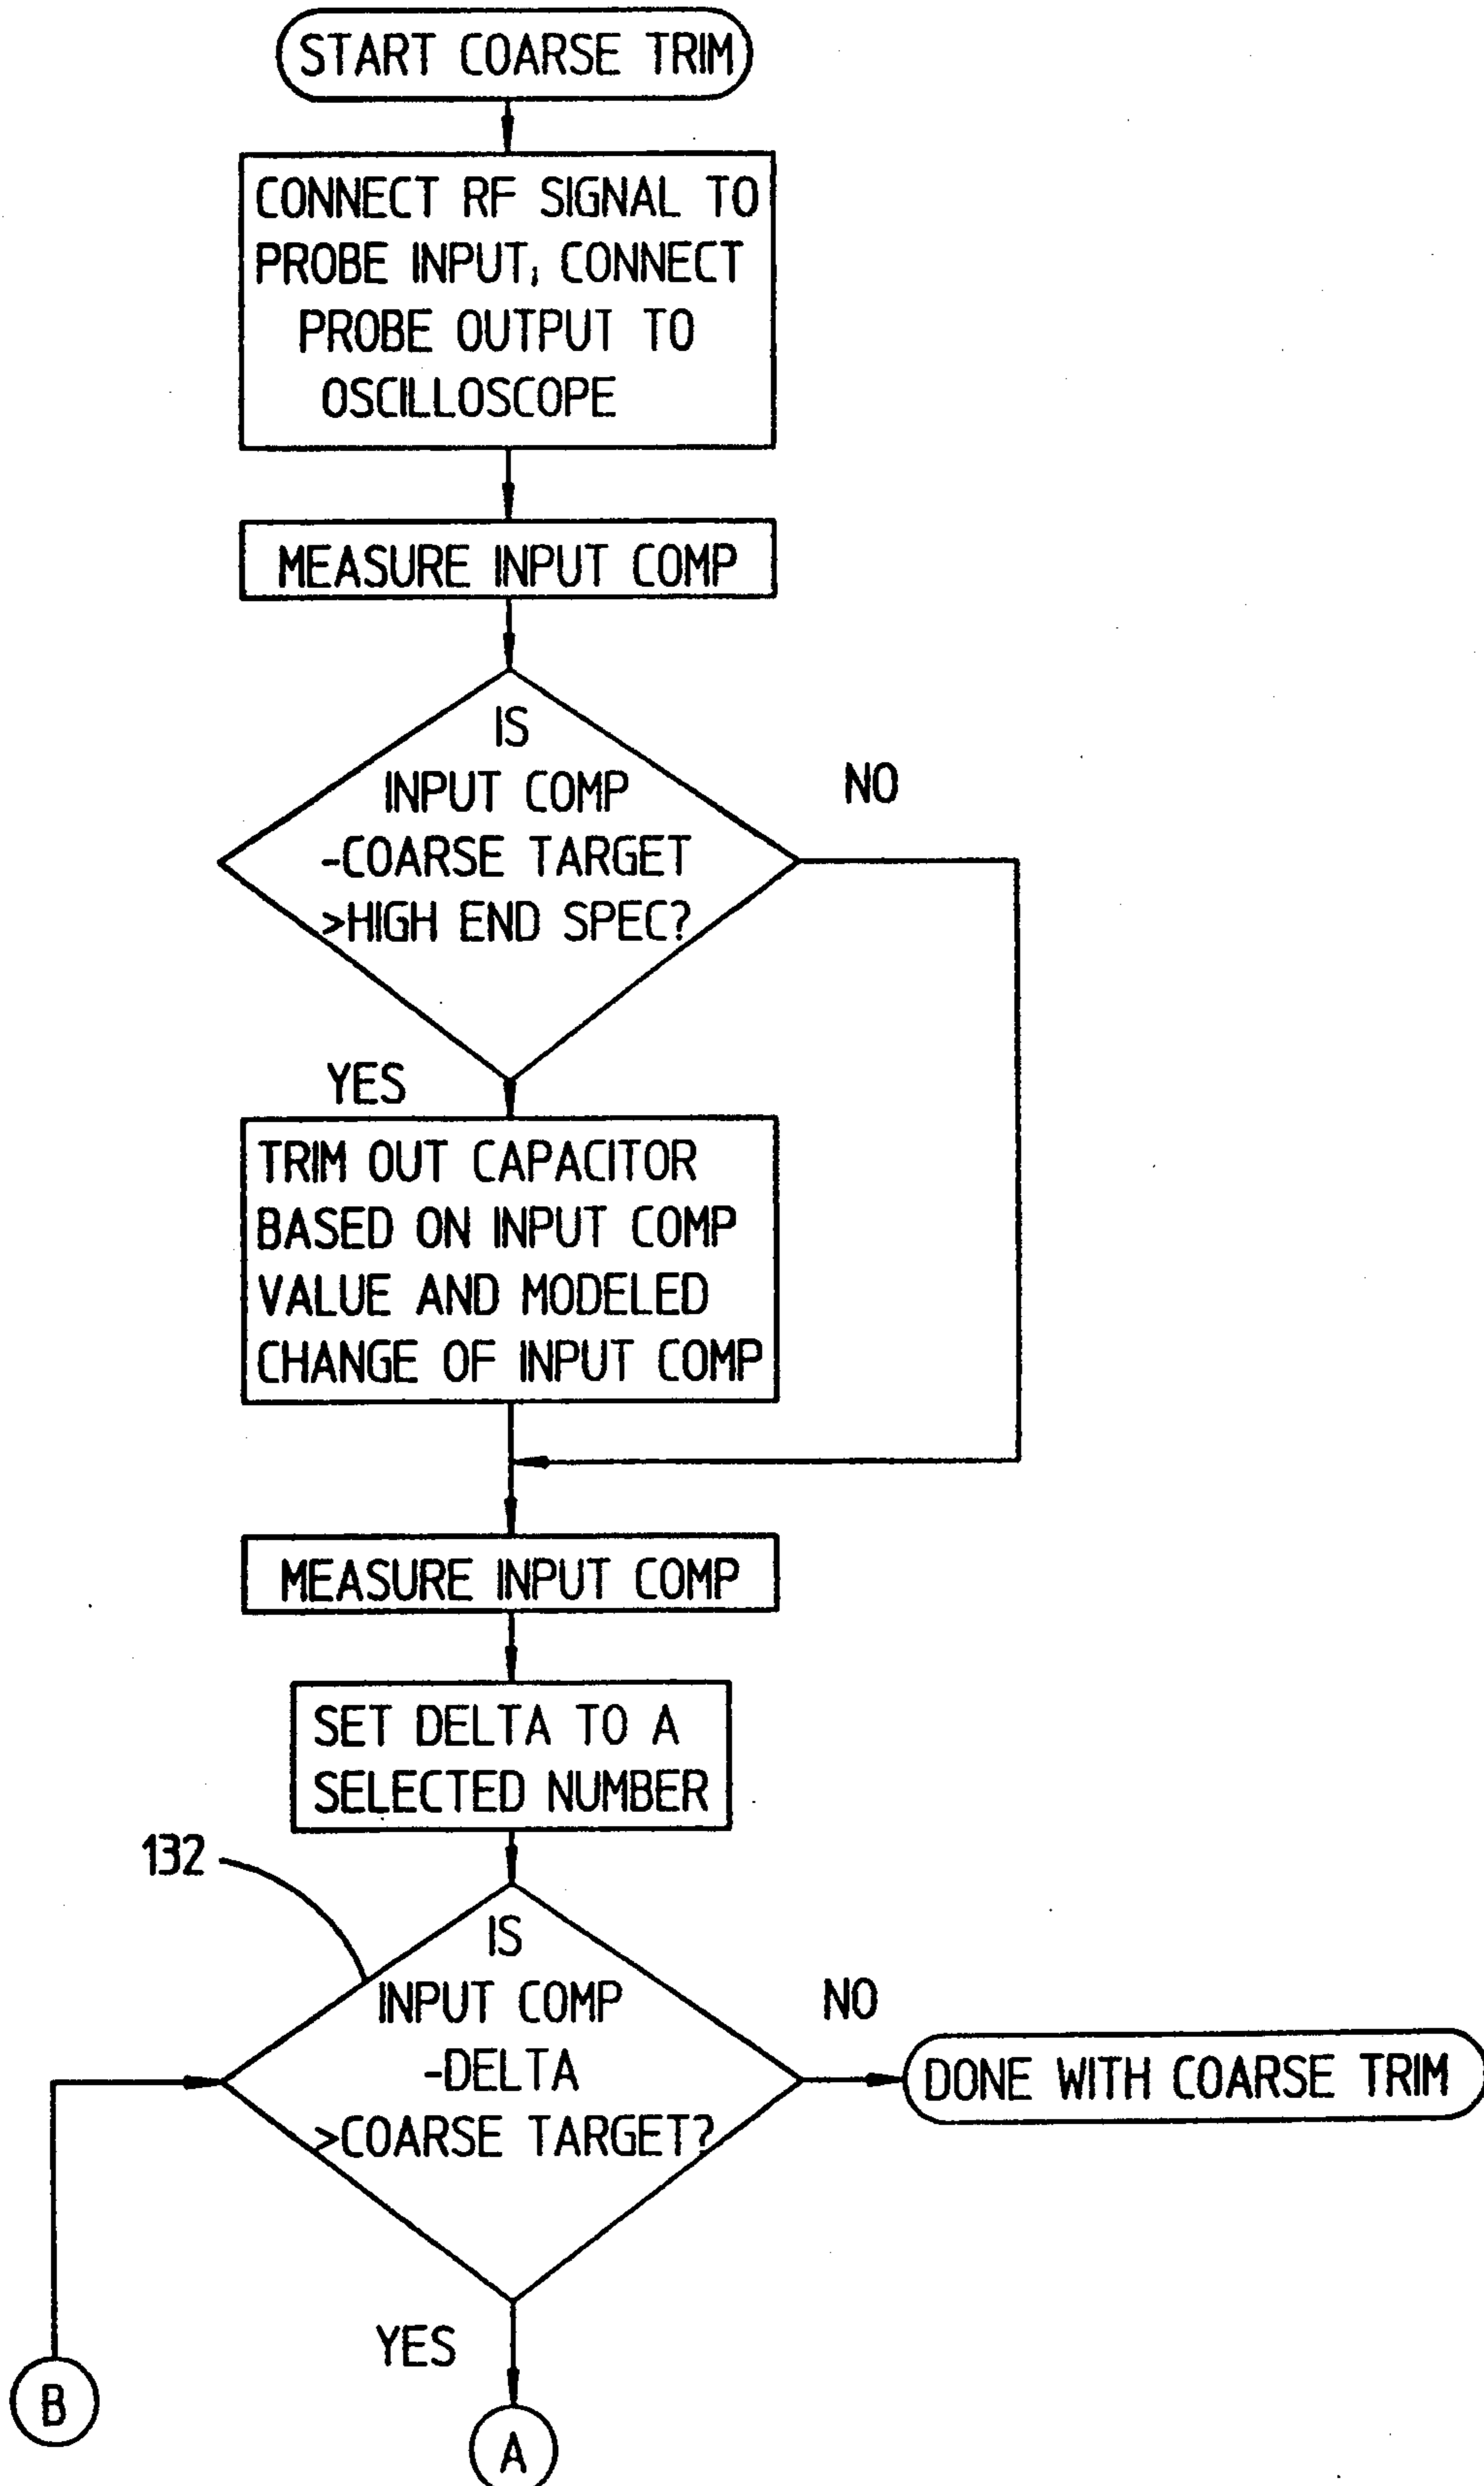 START COARSE TRIM
CONNECT RF SIGNAL TO
PROBE INPUT, CONNECT
PROBE OUTPUT TO
OSCILLOSCOPE
MEASURE INPUT COMP
IS
INPUT COMP
-COARSE TARGET
>HIGH END SPEC?
NO
YES
TRIM OUT CAPACITOR
BASED ON INPUT COMP
VALUE AND MODELED
CHANGE OF INPUT COMP
MEASURE INPUT COMP
SET DELTA TO A
SELECTED NUMBER
132
IS
INPUT COMP
-DELTA
>COARSE TARGET?
NO
DONE WITH COARSE TRIM
YES
B
A